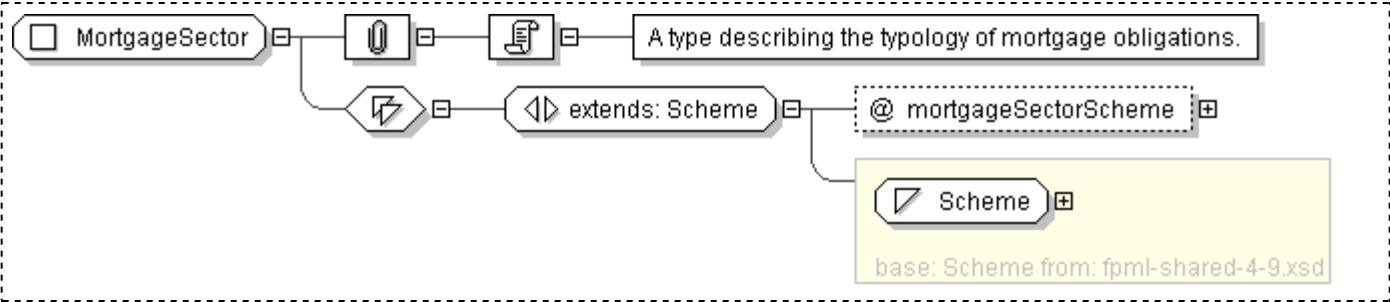 MortgageSector
A type describing the typology of mortgage obligations.
extends: Scheme
@ mortgageSectorScheme
Scheme
base: Scheme from: fpml-shared-4-9.xsd